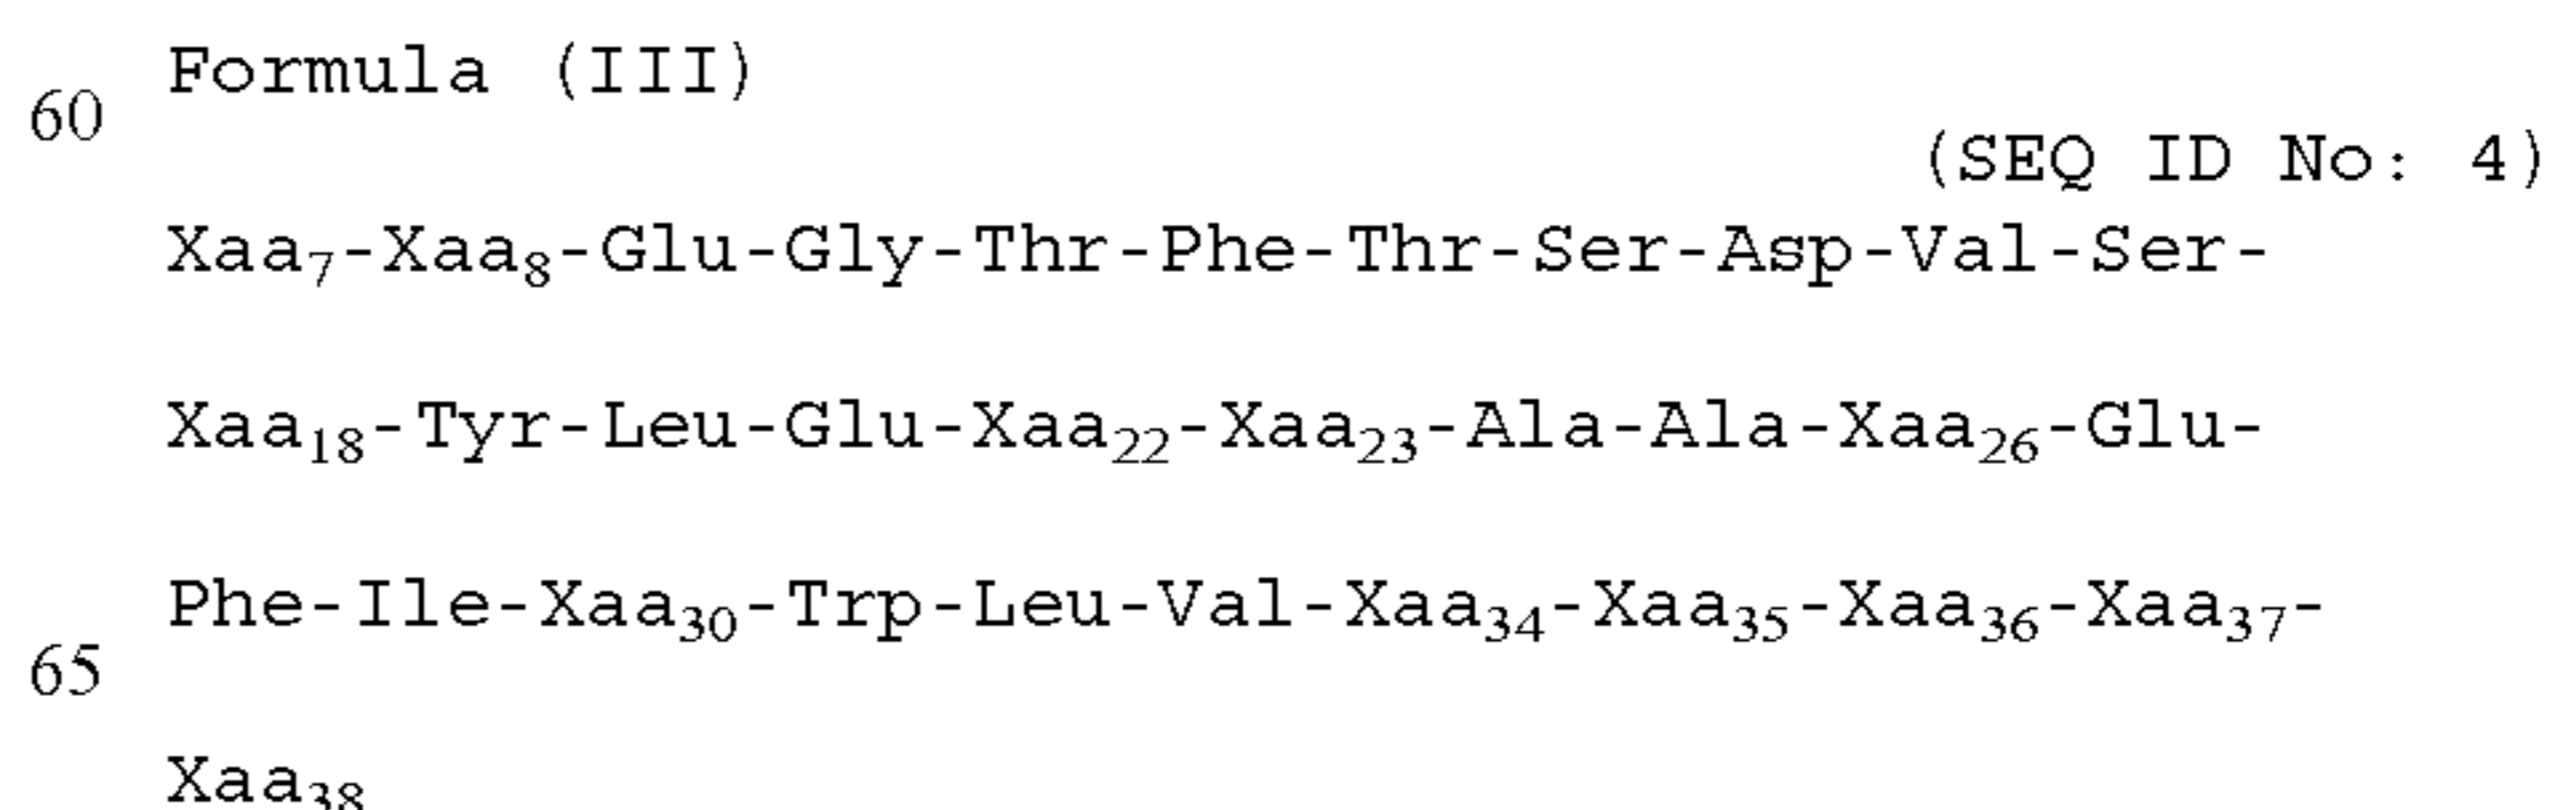 Formula (III)
60
(SEQ ID No: 4)
Xaa₇-Xaa₈-Glu-Gly-Thr-Phe-Thr-Ser-Asp-Val-Ser-
Xaa₁₈-Tyr-Leu-Glu-Xaa₂₂-Xaa₂₃-Ala-Ala-Xaa₂₆-Glu-
Phe-Ile-Xaa₃₀-Trp-Leu-Val-Xaa₃₄-Xaa₃₅-Xaa₃₆-Xaa₃₇-
65
Xaa₃₈